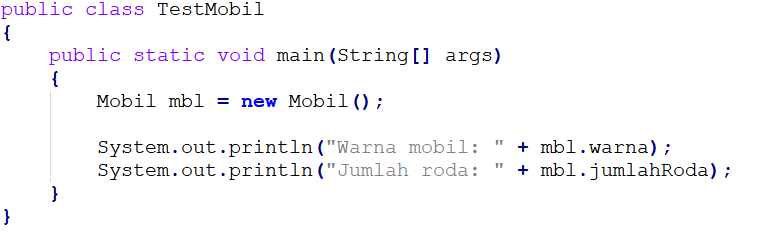 public class TestMobil
{
    public static void main(String[] args)
    {
        Mobil mbl = new Mobil();
        System.out.println("Warna mobil: " + mbl.warna);
        System.out.println("Jumlah roda: " + mbl.jumlahRoda);
    }
}